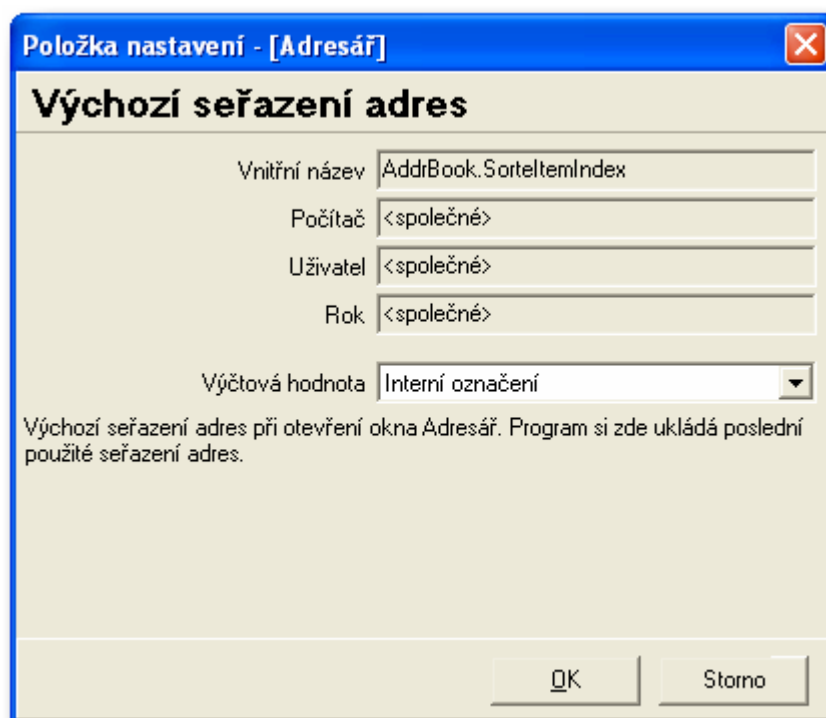 Položka nastavení - [Adresář]
Výchozí seřazení adres
Vnitřní název AddrBook.SorteItemIndex
Počítač <společné>
Uživatel <společné>
Rok <společné>
Výčtová hodnota Interní označení
Výchozí seřazení adres při otevření okna Adresář. Program si zde ukládá poslední
použité seřazení adres.
OK Storno